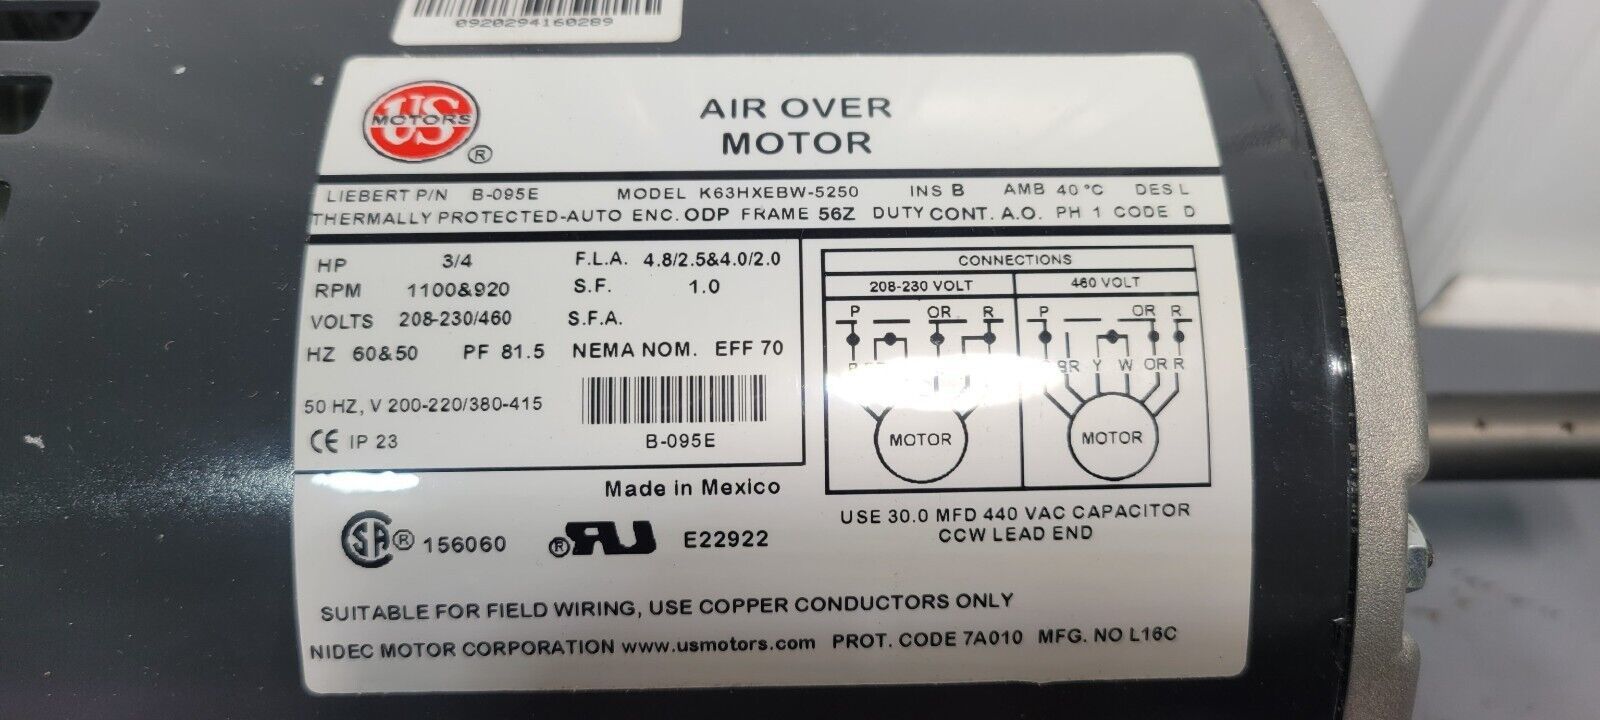 0920294160289
US
MOTORS
®
AIR OVER
MOTOR
LIEBERT P/N B-095E MODEL K63HXEBW-5250 INS B AMB 40 °C DES L
THERMALLY PROTECTED-AUTO ENC. ODP FRAME 56Z DUTY CONT. A.O. PH 1 CODE D
HP 3/4 F.L.A. 4.8/2.5&4.0/2.0
RPM 1100&920 S.F. 1.0
VOLTS 208-230/460 S.F.A.
HZ 60&50 PF 81.5 NEMA NOM. EFF 70
50 HZ, V 200-220/380-415
CE IP 23
B-095E
CONNECTIONS
208-230 VOLT 460 VOLT
P OR R
MOTOR
P OR R
BR Y W OR R
MOTOR
Made in Mexico
USE 30.0 MFD 440 VAC CAPACITOR
CCW LEAD END
SA ® 156060 ® RU E22922
SUITABLE FOR FIELD WIRING, USE COPPER CONDUCTORS ONLY
NIDEC MOTOR CORPORATION www.usmotors.com PROT. CODE 7A010 MFG. NO L16C